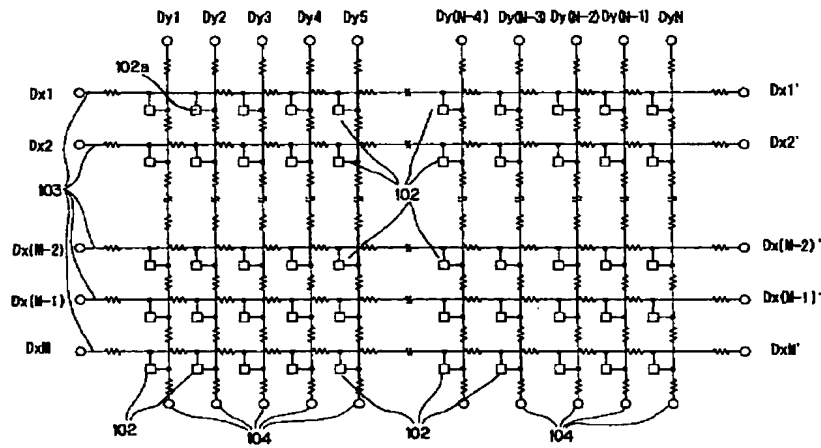 Dy1 Dy2 Dy3 Dy4 Dy5 Dy(N-4) Dy(N-3) Dy(N-2) Dy(N-1) DyN
102a
Dx1 Dx1'
Dx2 Dx2'
103 102
Dx(M-2) Dx(M-2)'
Dx(M-1) Dx(M-1)'
DxM DxM'
102 104 102 104